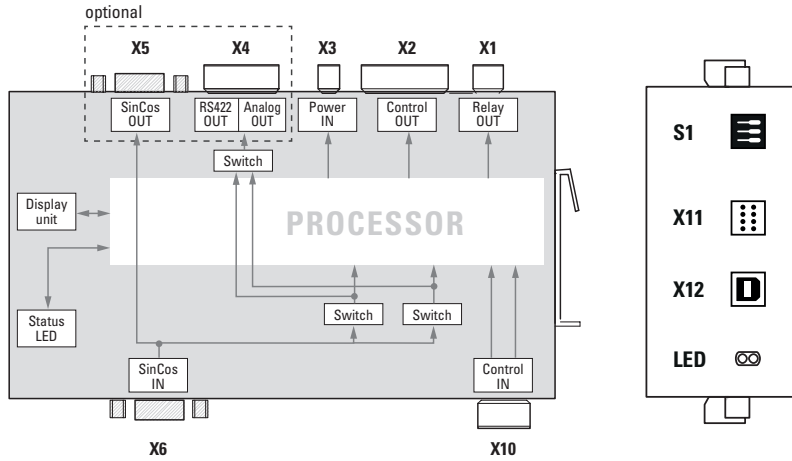 optional
X5
X4
X3
X2
X1
SinCos
OUT
RS422
OUT
Analog
OUT
Power
IN
Control
OUT
Relay
OUT
Switch
Display
unit
PROCESSOR
Status
LED
Switch
Switch
SinCos
IN
Control
IN
X6
X10
S1
X11
X12
LED